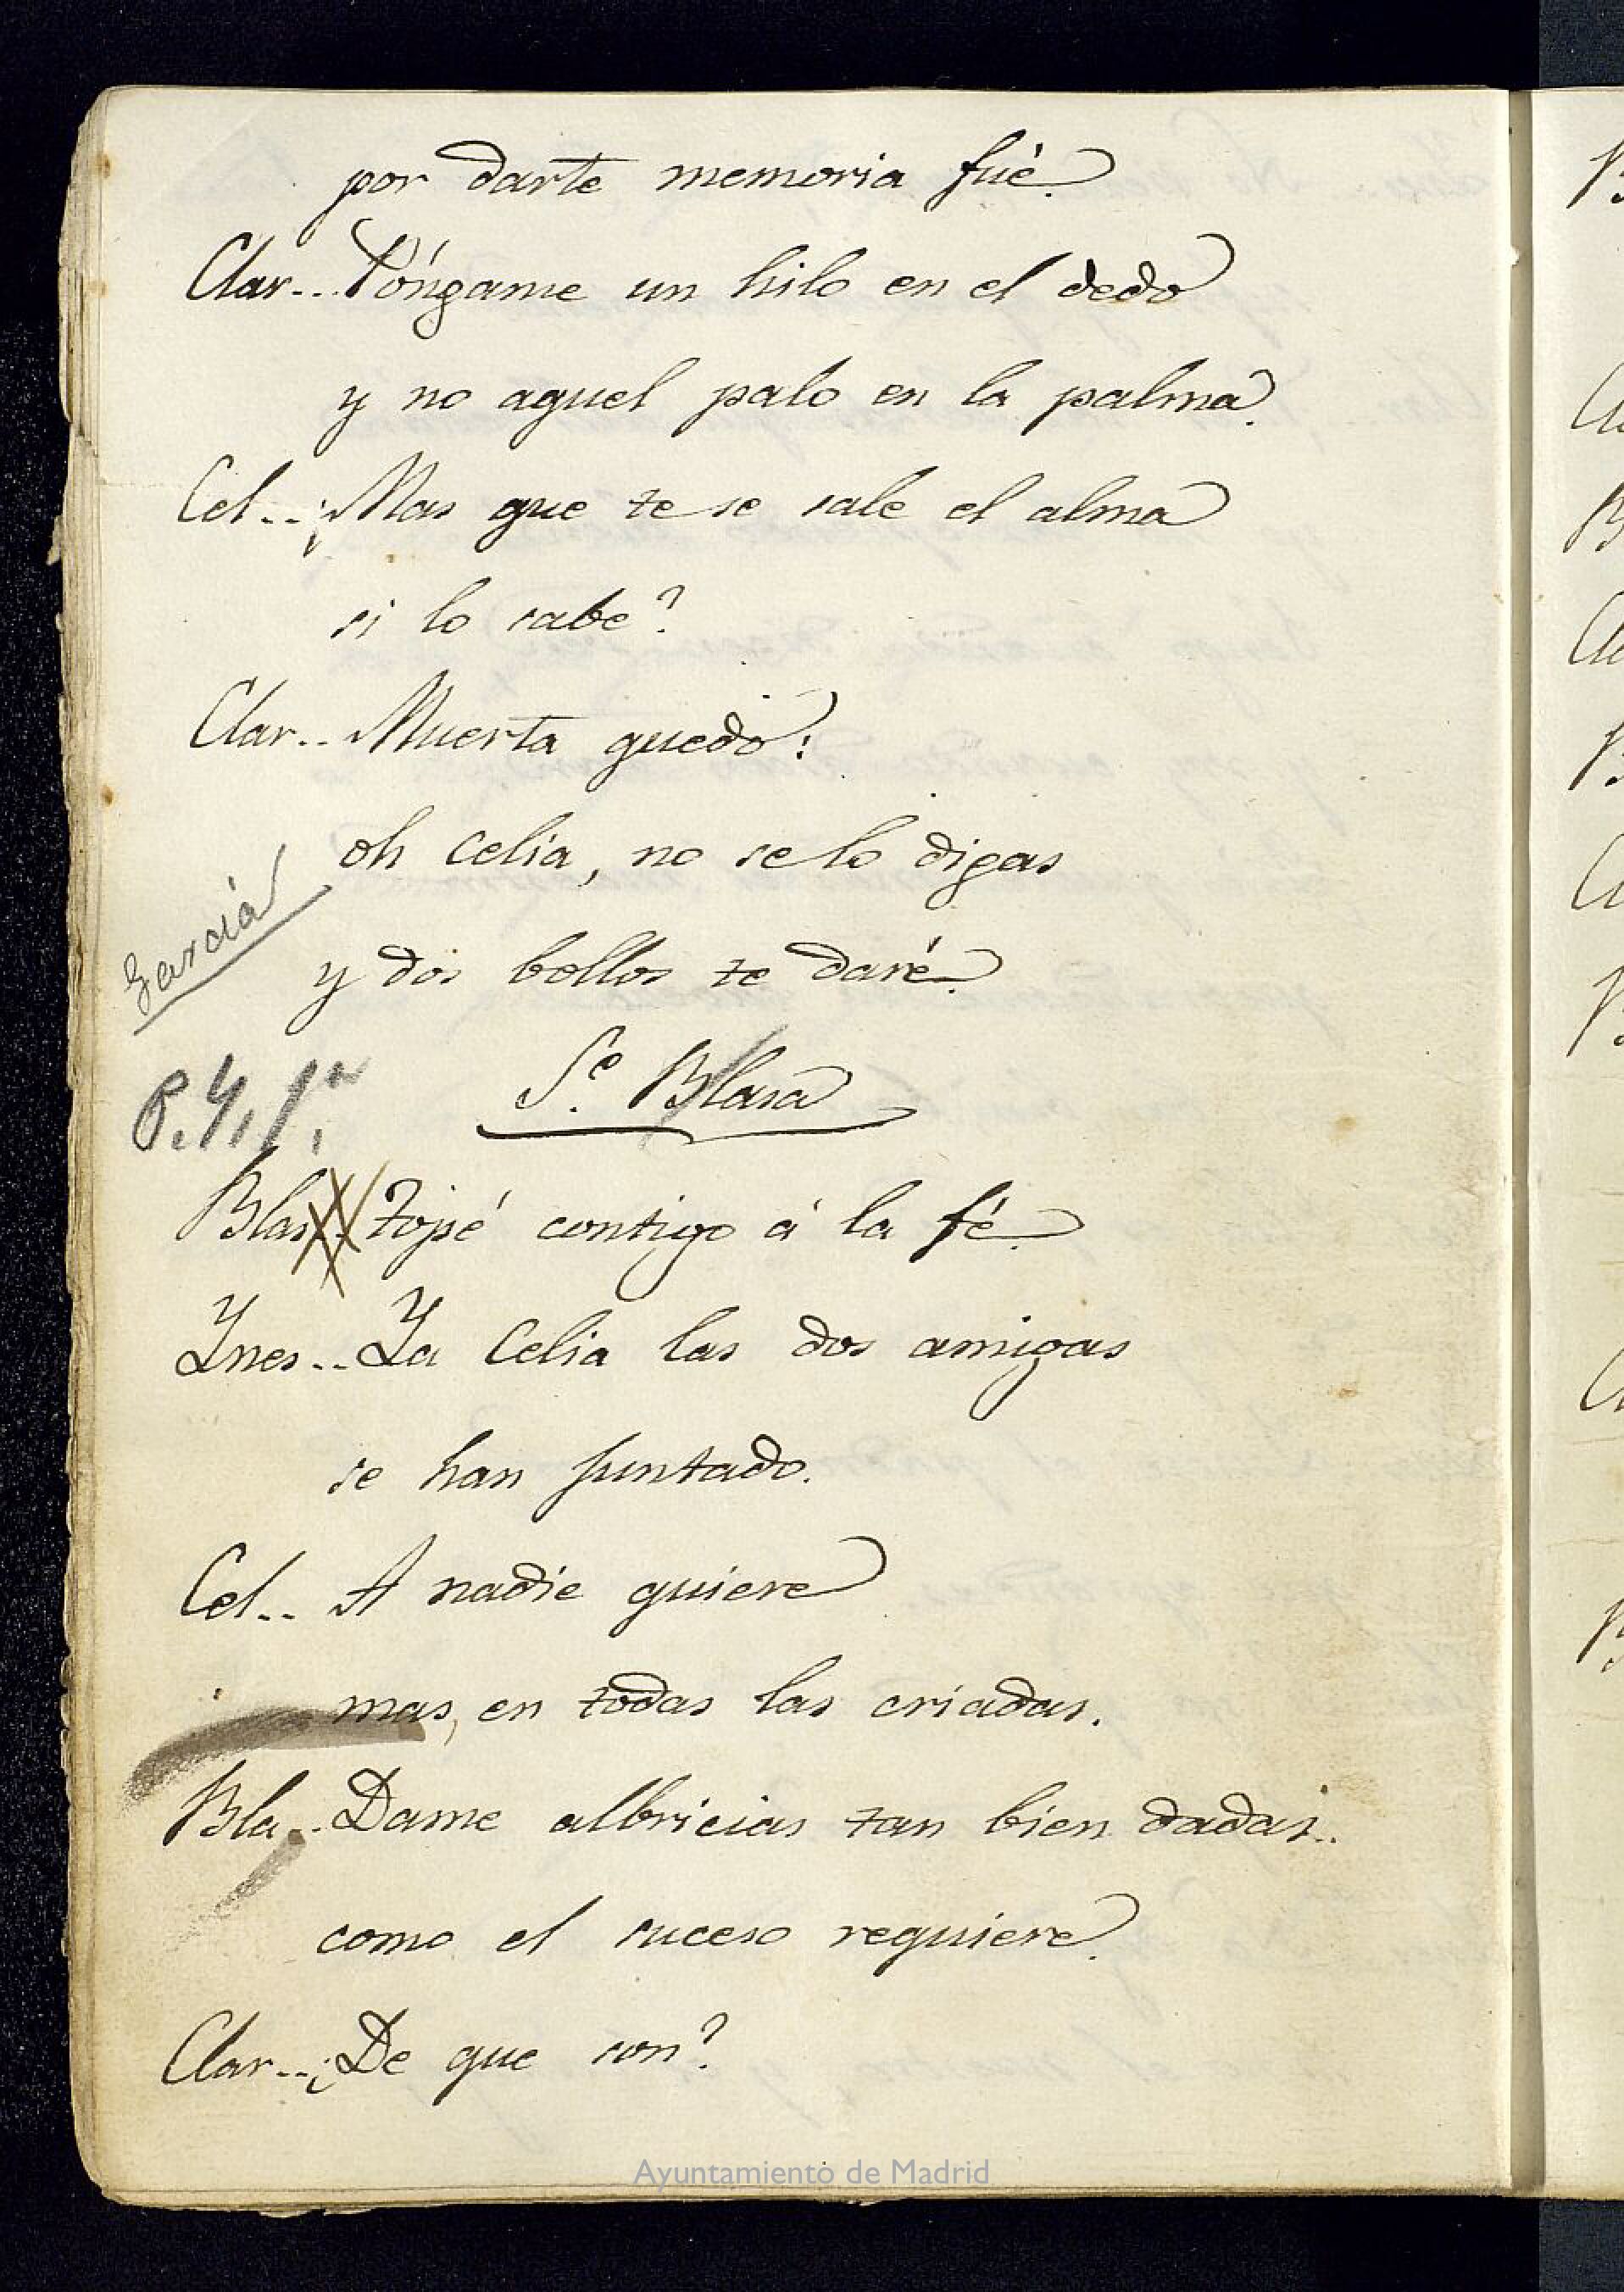 por darte memoria fué.
Clar... Póngame un hilo en el dedo
y no aquel palo en la palma.
Cel..¿Mas que te se sale el alma
si lo sabe?
Clar.. Muerta quedo!
oh Celia, no se lo digas
y dos bollos te daré.
García
Se. Blasa
Blas.. Topé contigo á la fé.
Ynes.. Ya Celia las dos amigas
se han juntado.
Cel.. A nadie quiere
mas, en todas las criadas.
Bla.. Dame albricias tan bien dadas..
como el suceso requiere.
Clar..¿De que son?
Ayuntamiento de Madrid